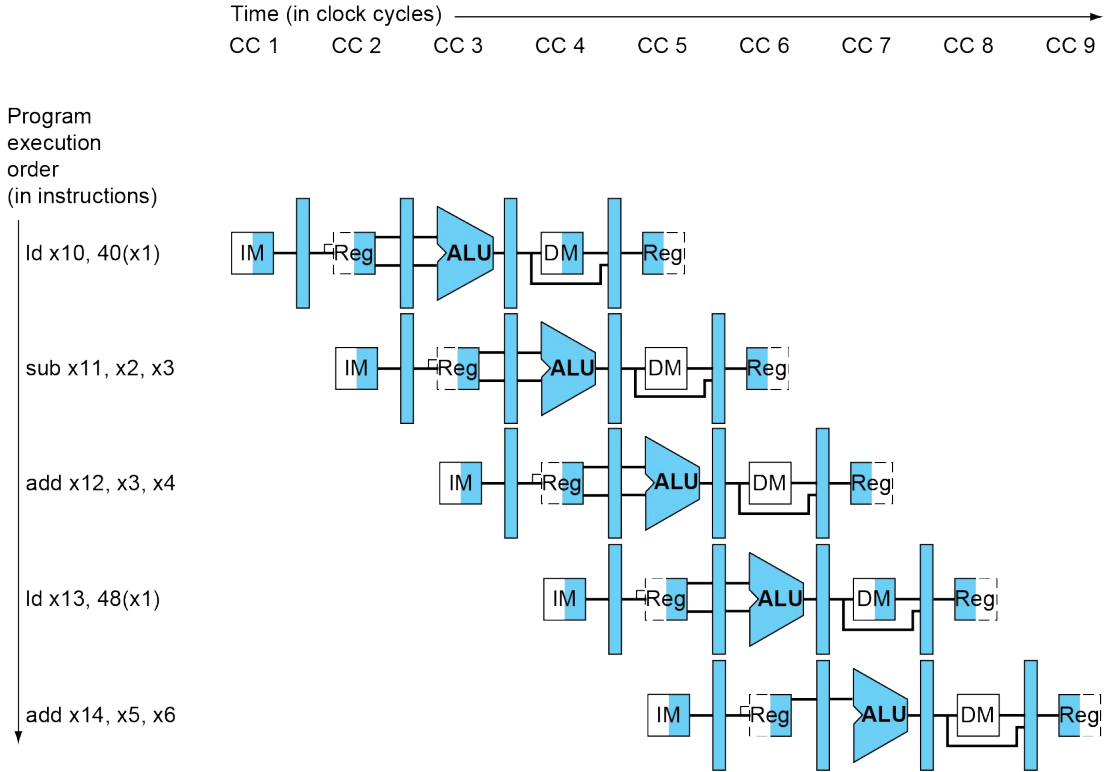 Time (in clock cycles)
CC 1 CC 2 CC 3 CC 4 CC 5 CC 6 CC 7 CC 8 CC 9
Program
execution
order
(in instructions)
ld x10, 40(x1) IM Reg ALU DM Reg
sub x11, x2, x3 IM Reg ALU DM Reg
add x12, x3, x4 IM Reg ALU DM Reg
ld x13, 48(x1) IM Reg ALU DM Reg
add x14, x5, x6 IM Reg ALU DM Reg